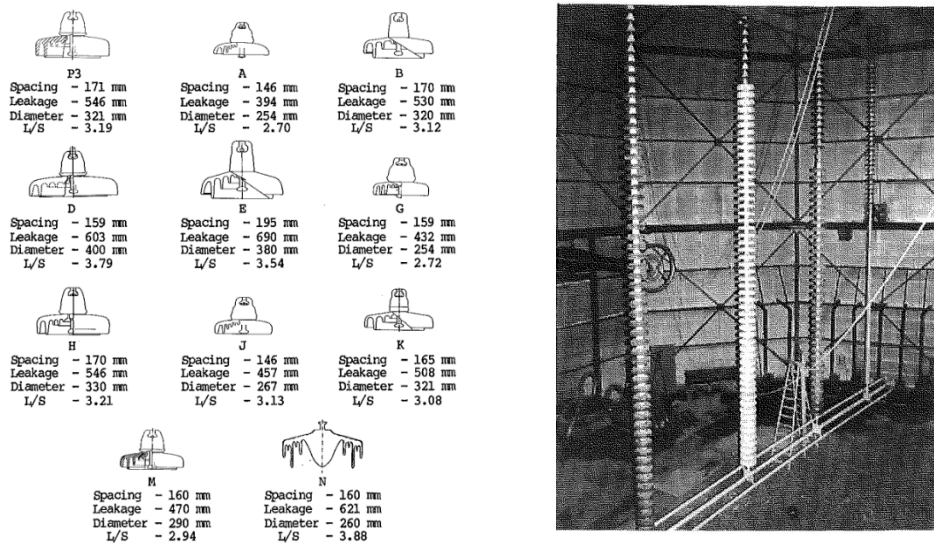 P3
Spacing - 171 mm
Leakage - 546 mm
Diameter - 321 mm
L/S - 3.19
A
Spacing - 146 mm
Leakage - 394 mm
Diameter - 254 mm
L/S - 2.70
B
Spacing - 170 mm
Leakage - 530 mm
Diameter - 320 mm
L/S - 3.12
D
Spacing - 159 mm
Leakage - 603 mm
Diameter - 400 mm
L/S - 3.79
E
Spacing - 195 mm
Leakage - 690 mm
Diameter - 380 mm
L/S - 3.54
G
Spacing - 159 mm
Leakage - 432 mm
Diameter - 254 mm
L/S - 2.72
H
Spacing - 170 mm
Leakage - 546 mm
Diameter - 330 mm
L/S - 3.21
J
Spacing - 146 mm
Leakage - 457 mm
Diameter - 267 mm
L/S - 3.13
K
Spacing - 165 mm
Leakage - 508 mm
Diameter - 321 mm
L/S - 3.08
M
Spacing - 160 mm
Leakage - 470 mm
Diameter - 290 mm
L/S - 2.94
N
Spacing - 160 mm
Leakage - 621 mm
Diameter - 260 mm
L/S - 3.88